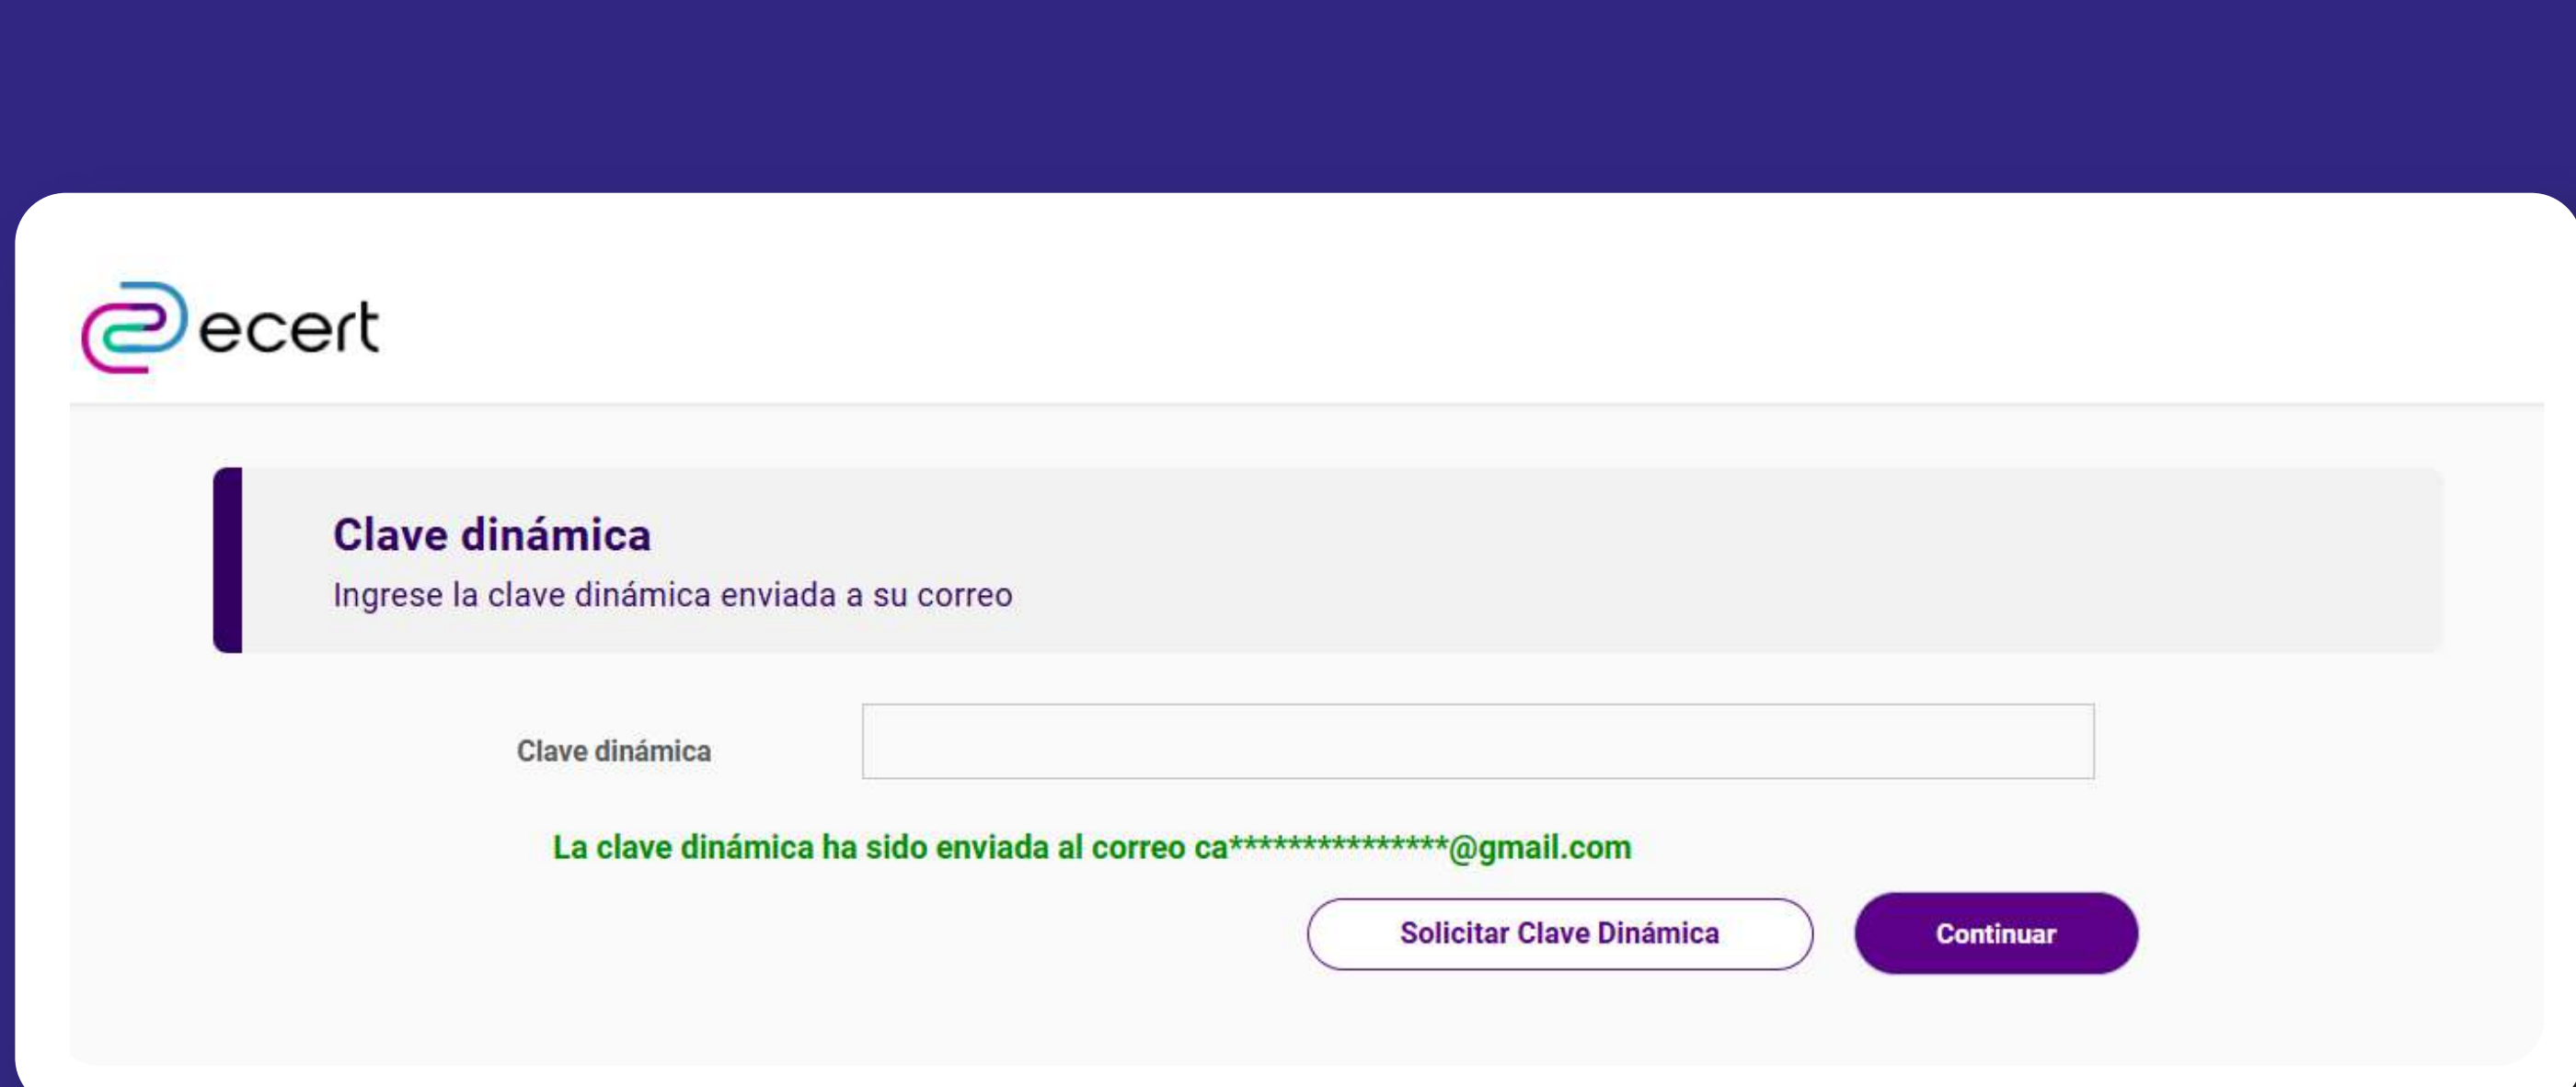 ecert
Clave dinámica
Ingrese la clave dinámica enviada a su correo
Clave dinámica
La clave dinámica ha sido enviada al correo ca***************@gmail.com
Solicitar Clave Dinámica
Continuar